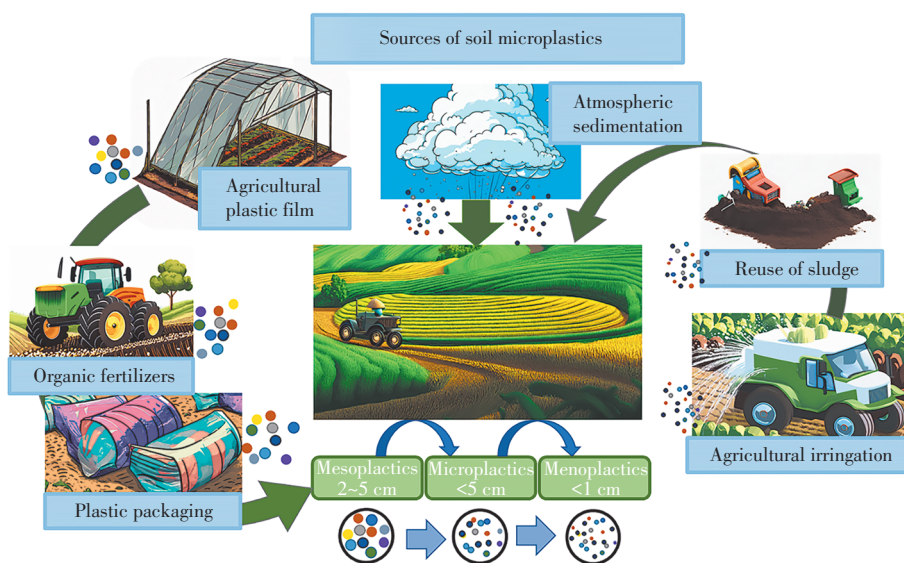 Sources of soil microplastics
Atmospheric
sedimentation
Agricultural
plastic film
Reuse of sludge
Organic fertilizers
Agricultural irringation
Plastic packaging
Mesoplactics
2~5 cm
Microplactics
<5 cm
Menoplactics
<1 cm